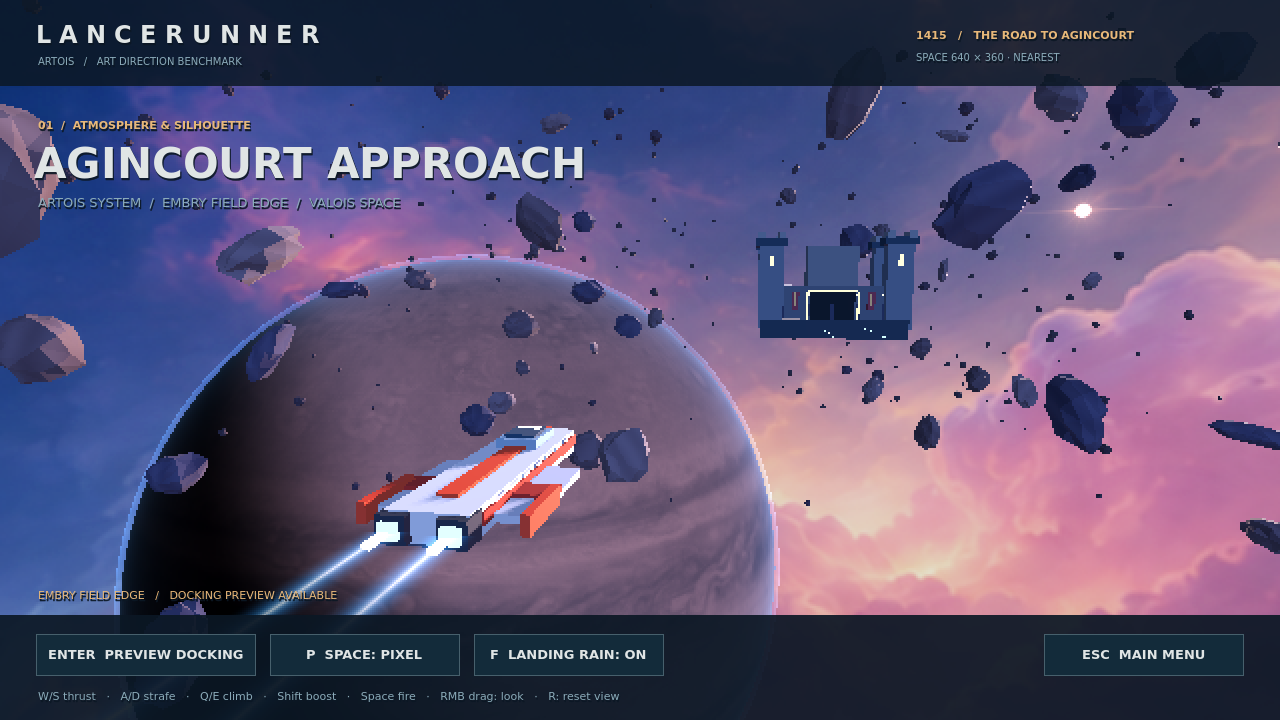 LANCERUNNER
ARTOIS / ART DIRECTION BENCHMARK
1415 / THE ROAD TO AGINCOURT
SPACE 640 × 360 · NEAREST
01 / ATMOSPHERE & SILHOUETTE
AGINCOURT APPROACH
ARTOIS SYSTEM / EMBRY FIELD EDGE / VALOIS SPACE
EMBRY FIELD EDGE / DOCKING PREVIEW AVAILABLE
ENTER PREVIEW DOCKING
P SPACE: PIXEL
F LANDING RAIN: ON
ESC MAIN MENU
W/S thrust · A/D strafe · Q/E climb · Shift boost · Space fire · RMB drag: look · R: reset view